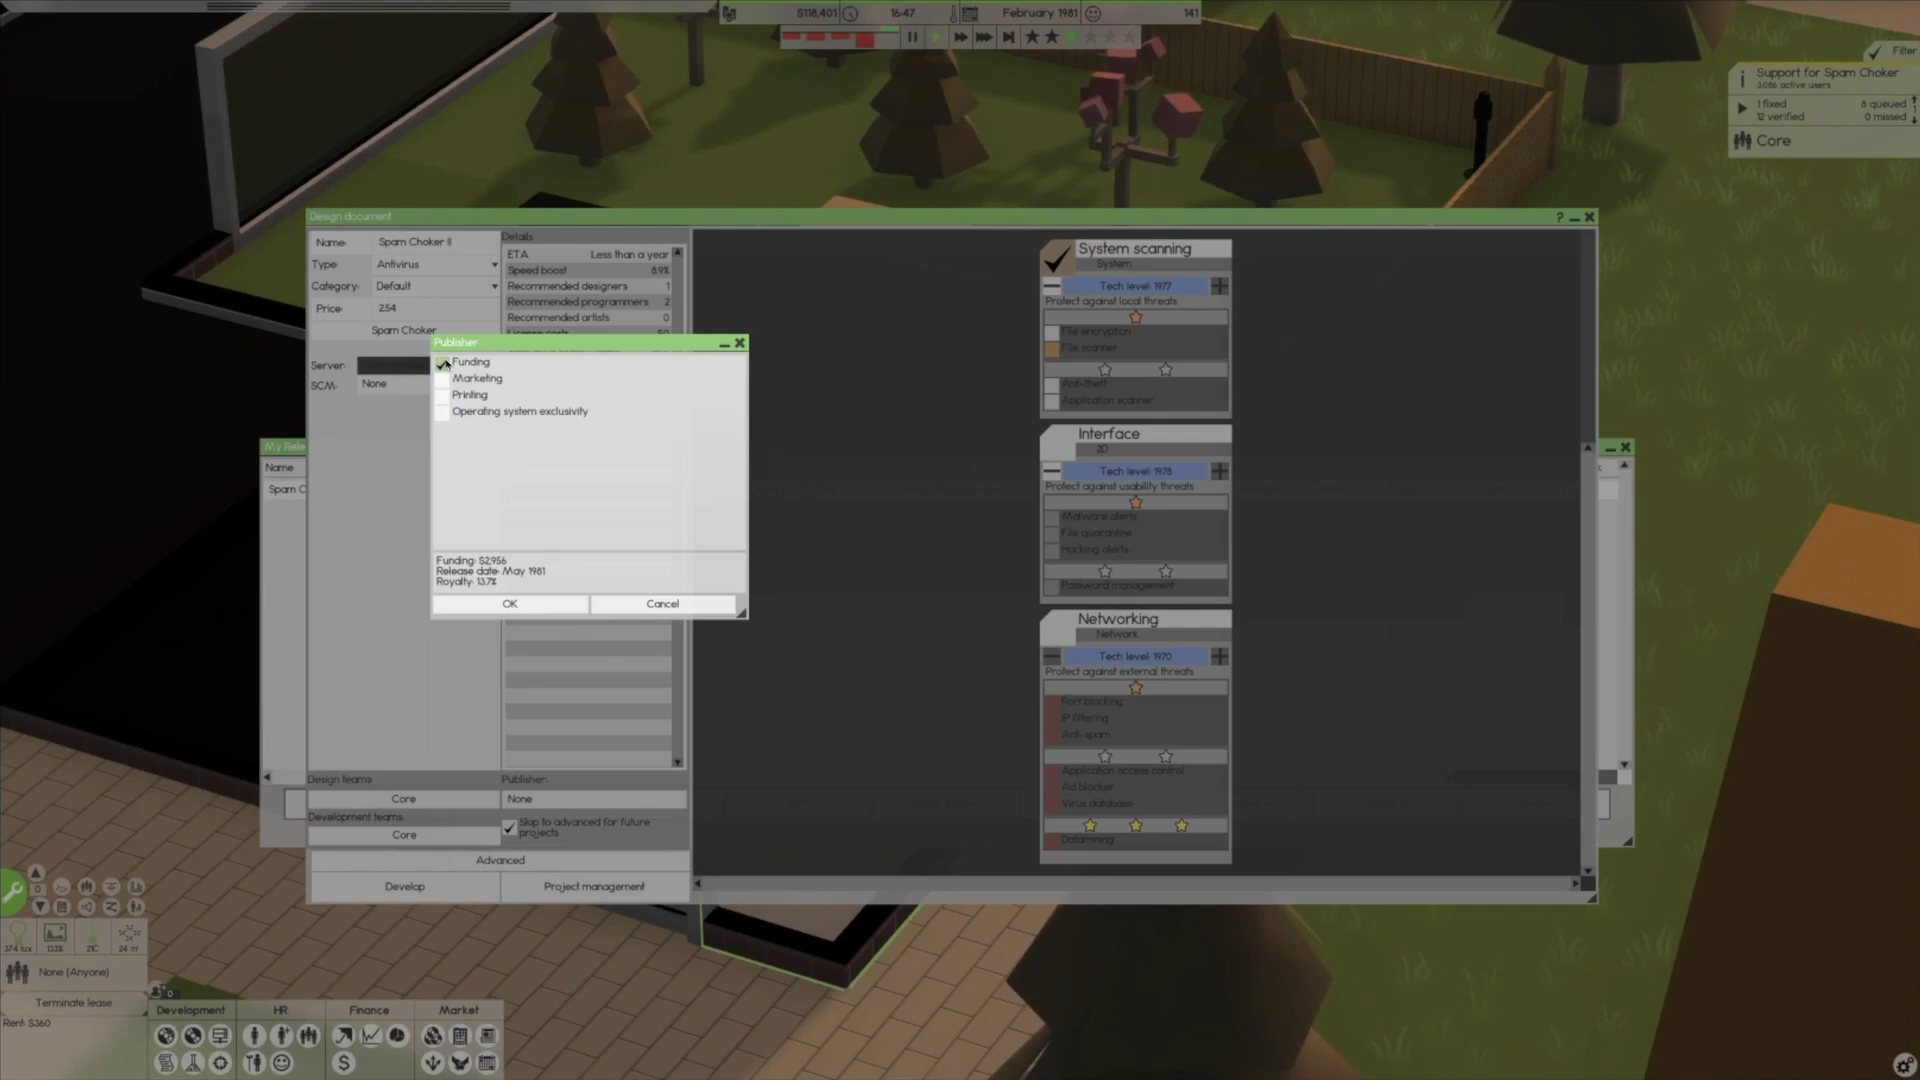 $118,401
16:47
February 1981
141
Filter
Support for Spam Choker
3,086 active users
1 fixed
8 queued
12 verified
0 missed
Core
Design document
?
Name:
Spam Choker II
Type:
Antivirus
Category:
Default
Price:
2.54
Spam Choker
Server:
SCM:
None
Details
ETA
Less than a year
Speed boost
8.9%
Recommended designers
1
Recommended programmers
2
Recommended artists
0
Publisher
Funding
Marketing
Printing
Operating system exclusivity
Funding: $2,956
Release date: May 1981
Royalty: 13.7%
OK
Cancel
My Rele
Name
Spam C
System scanning
System
Tech level: 1977
Protect against local threats
File encryption
File scanner
Anti-theft
Application scanner
Interface
2D
Tech level: 1978
Protect against usability threats
Malware alerts
File quarantine
Hacking alerts
Password management
Networking
Network
Tech level: 1970
Protect against external threats
Port blocking
IP filtering
Anti-spam
Application access control
Ad blocker
Virus database
Datamining
Design teams:
Core
Development teams:
Core
Publisher:
None
Skip to advanced for future
projects
Advanced
Develop
Project management
0
374 lux
21C
None (Anyone)
Terminate lease
Rent: $360
0
Development
HR
Finance
Market